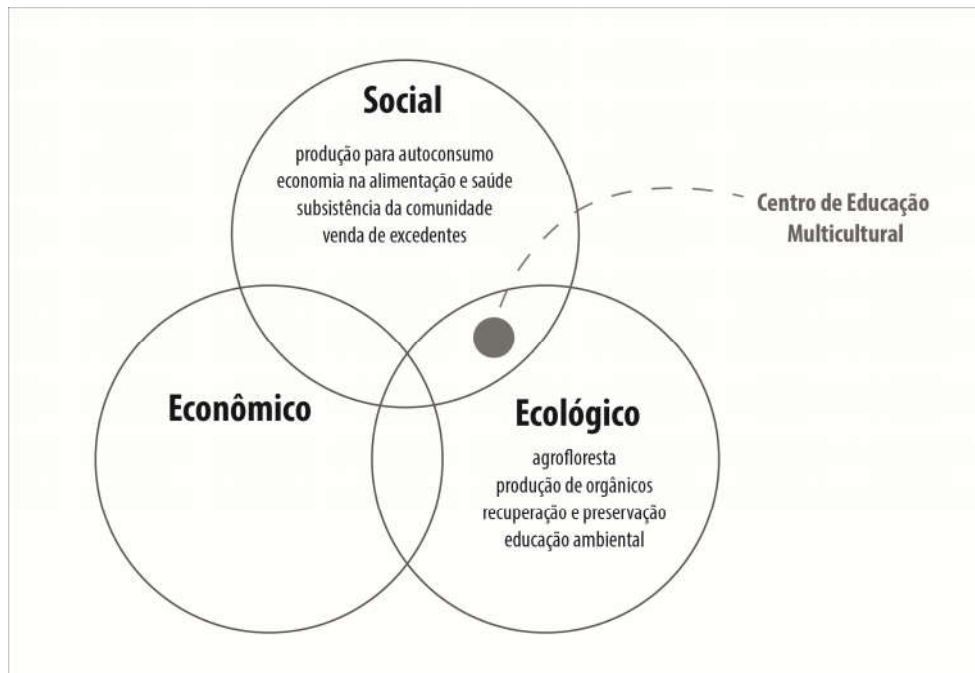 Social
produção para autoconsumo
economia na alimentação e saúde
subsistência da comunidade
venda de excedentes
Centro de Educação
Multicultural
Econômico
Ecológico
agrofloresta
produção de orgânicos
recuperação e preservação
educação ambiental